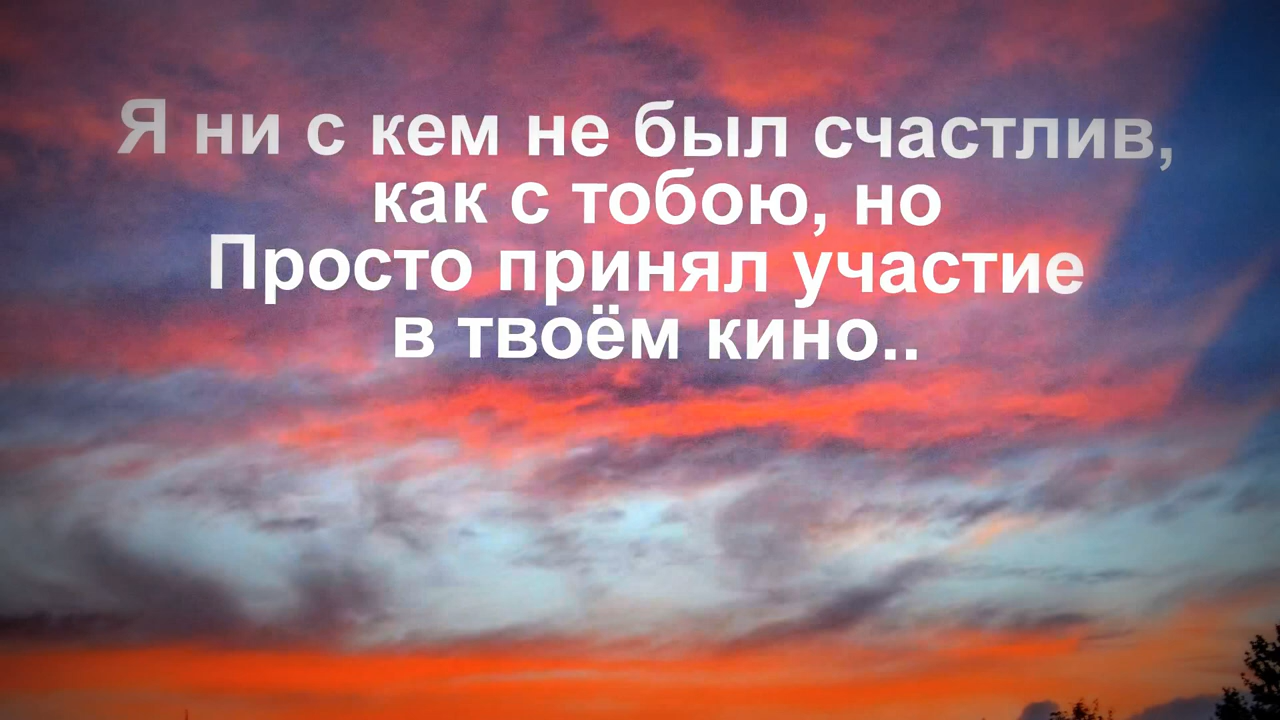 Я ни с кем не был счастлив,
как с тобою, но
Просто принял участие
в твоём кино..